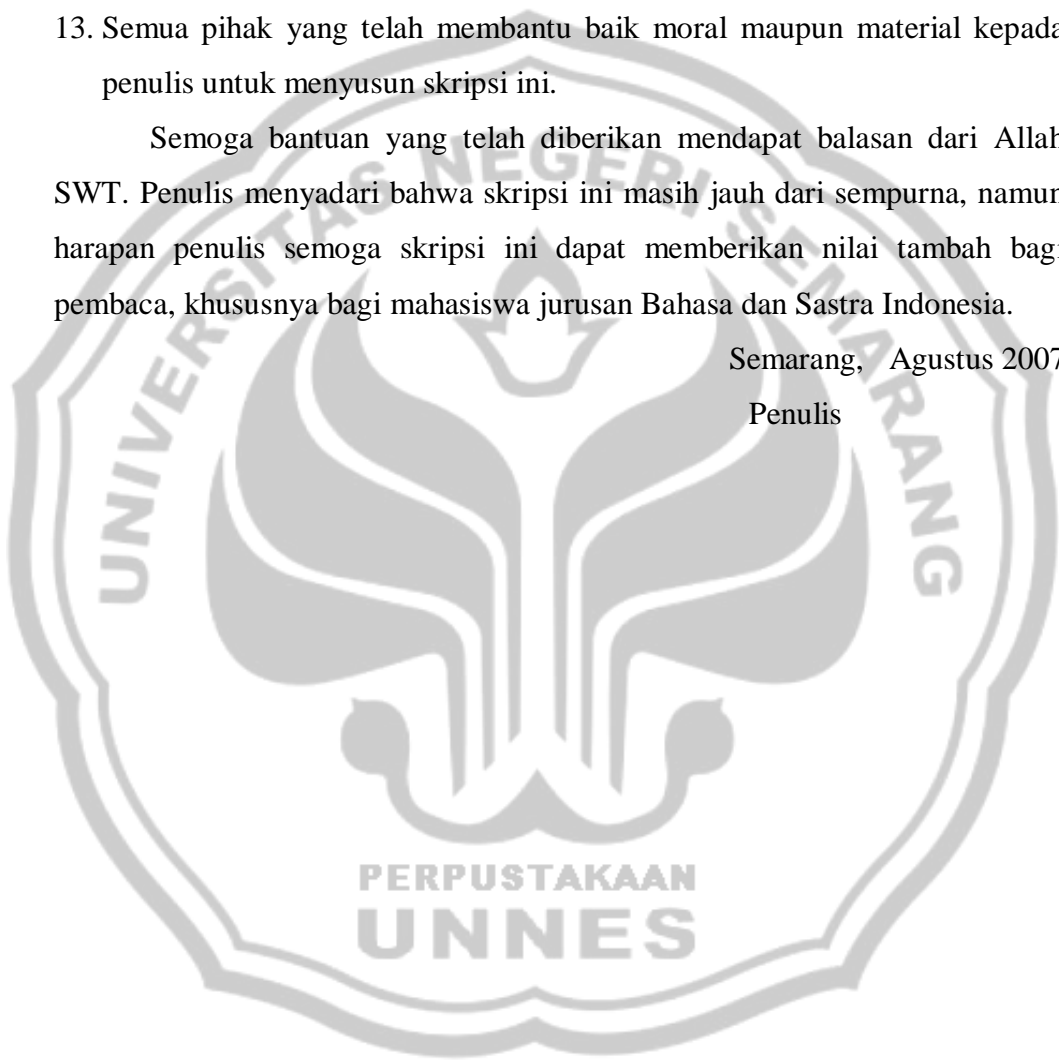 13. Semua pihak yang telah membantu baik moral maupun material kepada
penulis untuk menyusun skripsi ini.
Semoga bantuan yang telah diberikan mendapat balasan dari Allah
SWT. Penulis menyadari bahwa skripsi ini masih jauh dari sempurna, namun
harapan penulis semoga skripsi ini dapat memberikan nilai tambah bagi
pembaca, khususnya bagi mahasiswa jurusan Bahasa dan Sastra Indonesia.
Semarang, Agustus 2007
Penulis
UNIVERSITAS NEGERI SEMARANG
PERPUSTAKAAN
UNNES